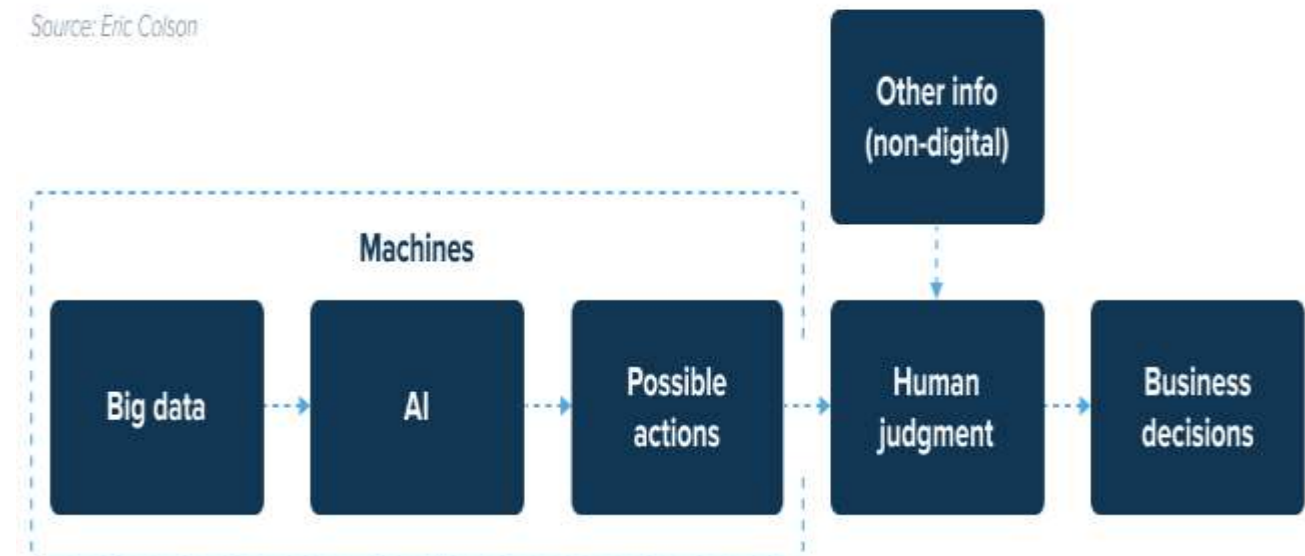 Source: Eric Colson
Other info
(non-digital)
Machines
Big data
AI
Possible
actions
Human
judgment
Business
decisions